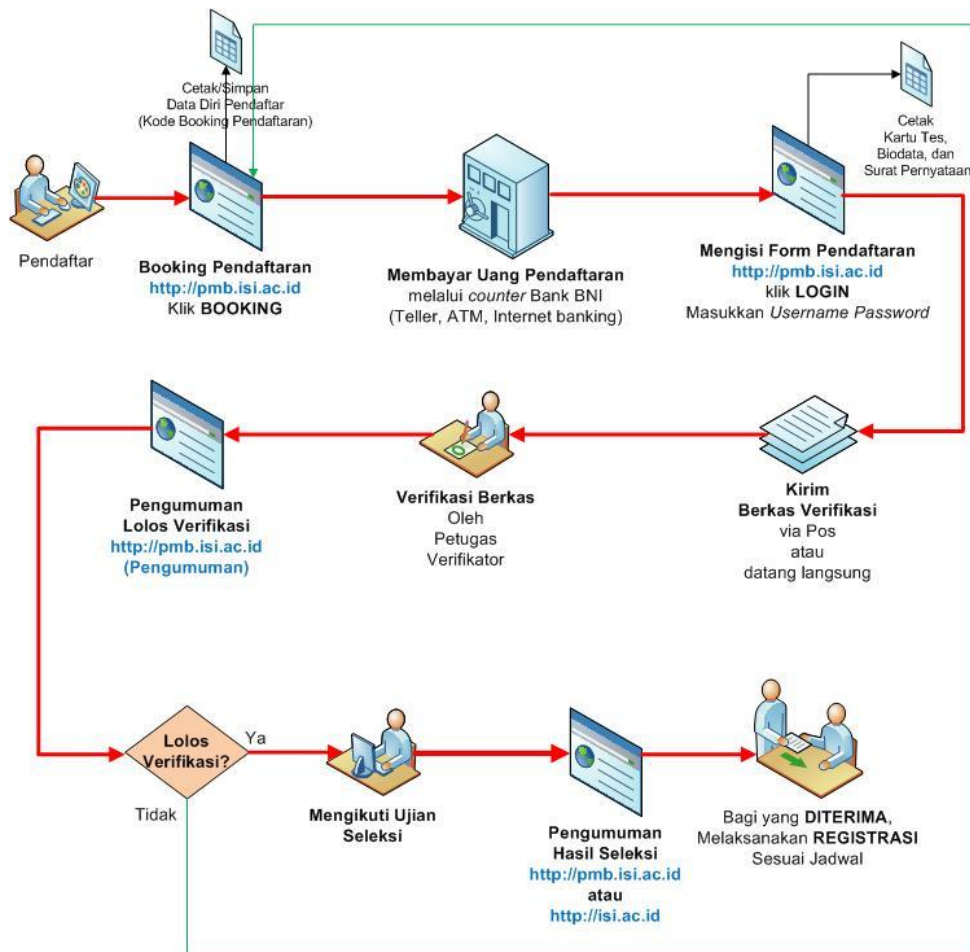 Cetak/Simpan
Data Diri Pendaftar
(Kode Booking Pendaftaran)
Cetak
Kartu Tes,
Biodata, dan
Surat Pernyataan
Pendaftar
Booking Pendaftaran
http://pmb.isi.ac.id
Klik BOOKING
Membayar Uang Pendaftaran
melalui counter Bank BNI
(Teller, ATM, Internet banking)
Mengisi Form Pendaftaran
http://pmb.isi.ac.id
klik LOGIN
Masukkan Username Password
Pengumuman
Lolos Verifikasi
http://pmb.isi.ac.id
(Pengumuman)
Verifikasi Berkas
Oleh
Petugas
Verifikator
Kirim
Berkas Verifikasi
via Pos
atau
datang langsung
Lolos
Verifikasi?
Ya
Tidak
Mengikuti Ujian
Seleksi
Pengumuman
Hasil Seleksi
http://pmb.isi.ac.id
atau
http://isi.ac.id
Bagi yang DITERIMA,
Melaksanakan REGISTRASI
Sesuai Jadwal